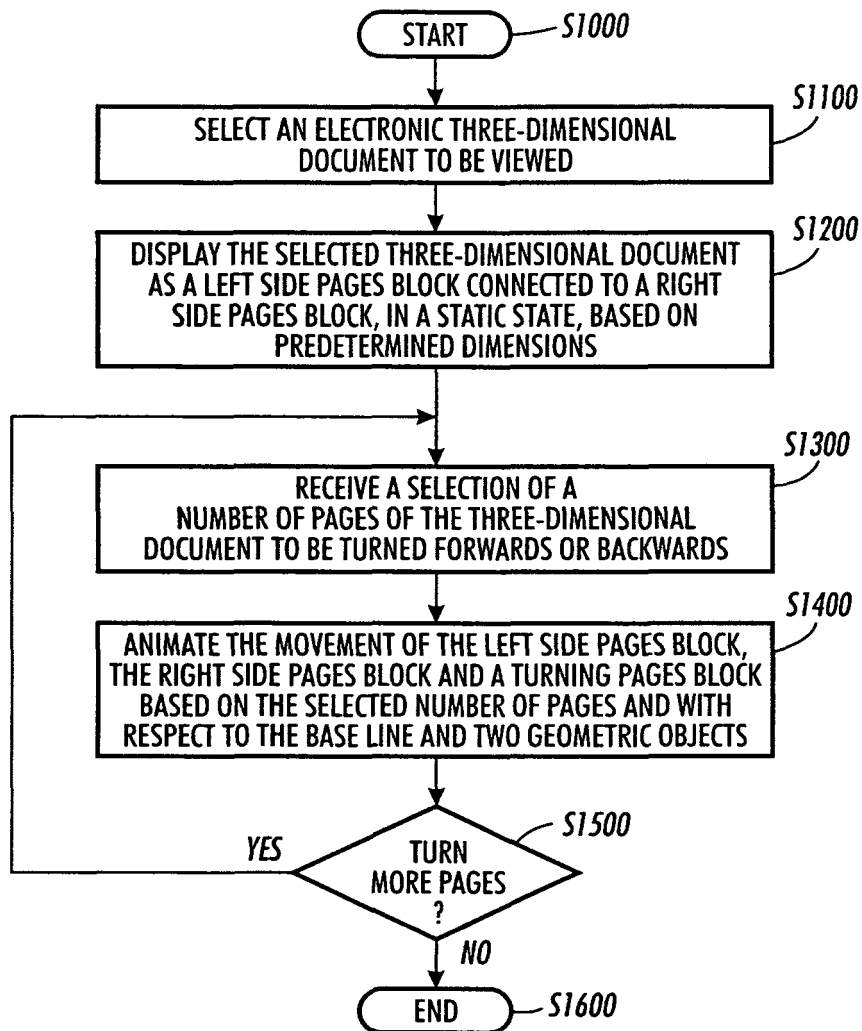 START
S1000
S1100
SELECT AN ELECTRONIC THREE-DIMENSIONAL
DOCUMENT TO BE VIEWED
S1200
DISPLAY THE SELECTED THREE-DIMENSIONAL DOCUMENT
AS A LEFT SIDE PAGES BLOCK CONNECTED TO A RIGHT
SIDE PAGES BLOCK, IN A STATIC STATE, BASED ON
PREDETERMINED DIMENSIONS
S1300
RECEIVE A SELECTION OF A
NUMBER OF PAGES OF THE THREE-DIMENSIONAL
DOCUMENT TO BE TURNED FORWARDS OR BACKWARDS
S1400
ANIMATE THE MOVEMENT OF THE LEFT SIDE PAGES BLOCK,
THE RIGHT SIDE PAGES BLOCK AND A TURNING PAGES BLOCK
BASED ON THE SELECTED NUMBER OF PAGES AND WITH
RESPECT TO THE BASE LINE AND TWO GEOMETRIC OBJECTS
S1500
YES
TURN
MORE PAGES
?
NO
END
S1600